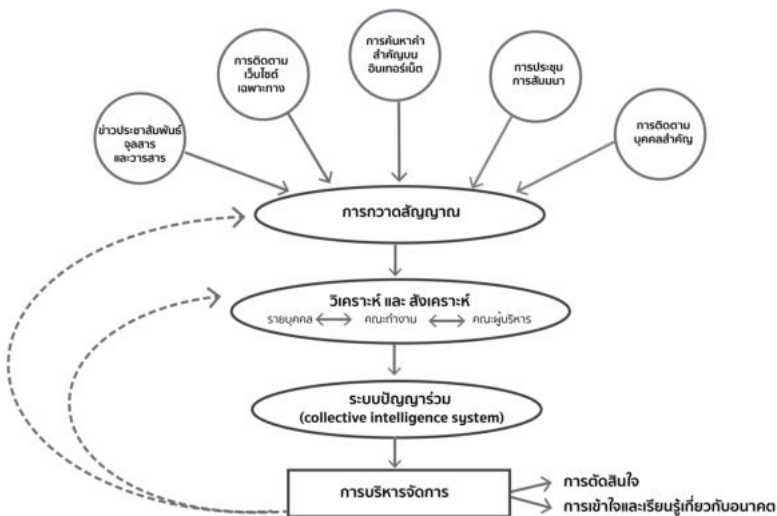 การค้นหาคำ
สำคัญบน
อินเทอร์เน็ต
การติดตาม
เว็บไซต์
เฉพาะทาง
การประชุม
การสัมมนา
ข่าวประชาสัมพันธ์
จุลสาร
และวารสาร
การติดตาม
บุคคลสำคัญ
การกวาดสัญญาณ
วิเคราะห์ และ สังเคราะห์
รายบุคคล คณะทำงาน คณะผู้บริหาร
ระบบปัญญาร่วม
(collective intelligence system)
การบริหารจัดการ
การตัดสินใจ
การเข้าใจและเรียนรู้เกี่ยวกับอนาคต